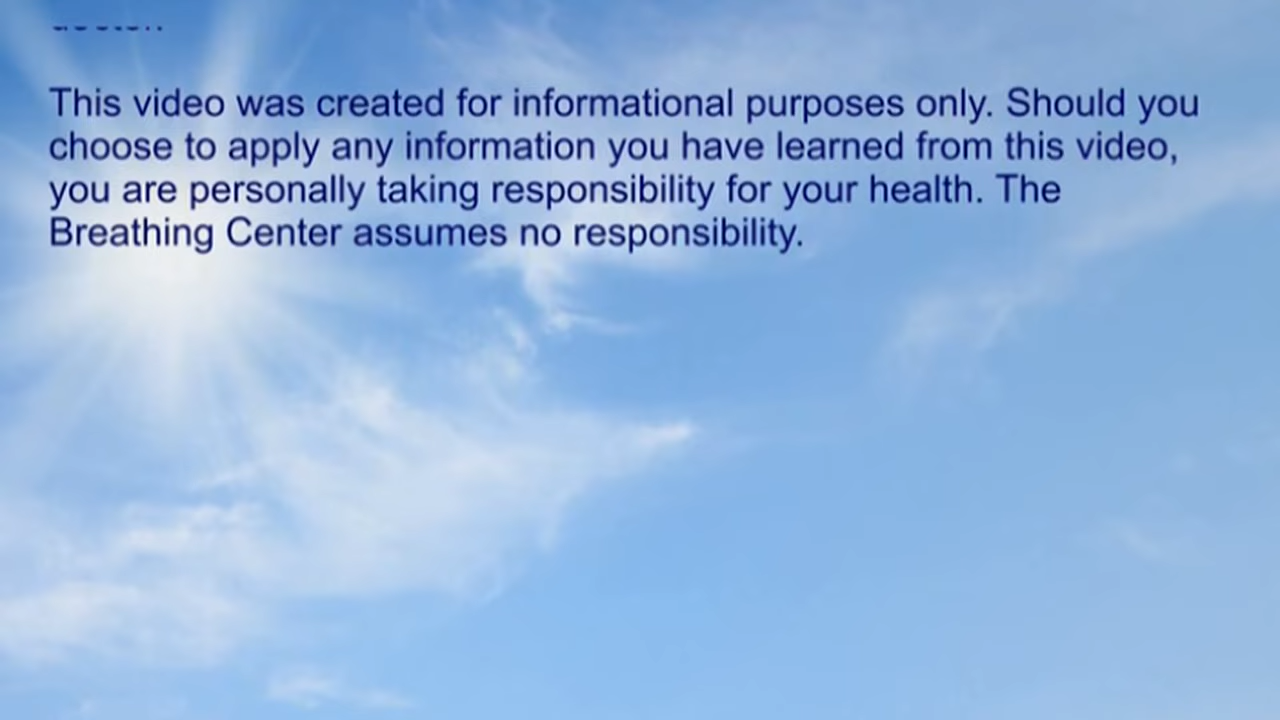 This video was created for informational purposes only. Should you
choose to apply any information you have learned from this video,
you are personally taking responsibility for your health. The
Breathing Center assumes no responsibility.